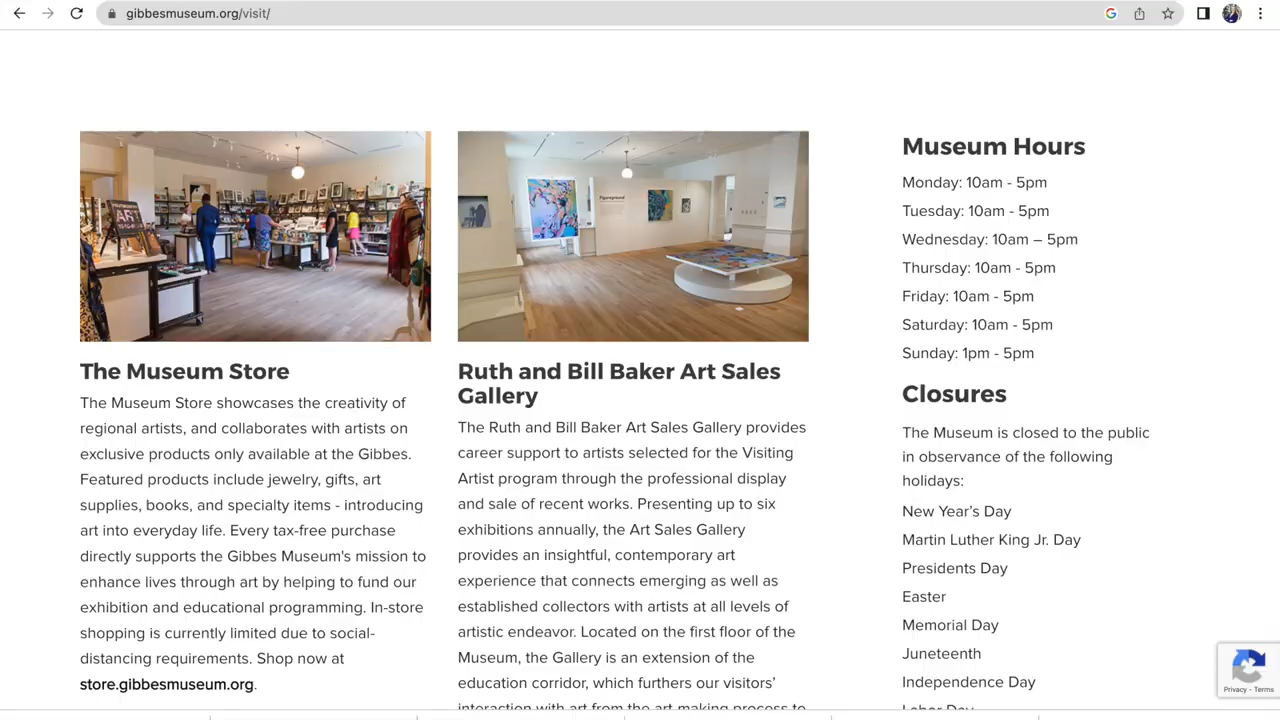 gibbesmuseum.org/visit/
The Museum Store
The Museum Store showcases the creativity of
regional artists, and collaborates with artists on
exclusive products only available at the Gibbes.
Featured products include jewelry, gifts, art
supplies, books, and specialty items - introducing
art into everyday life. Every tax-free purchase
directly supports the Gibbes Museum's mission to
enhance lives through art by helping to fund our
exhibition and educational programming. In-store
shopping is currently limited due to social-
distancing requirements. Shop now at
store.gibbesmuseum.org.
Ruth and Bill Baker Art Sales
Gallery
The Ruth and Bill Baker Art Sales Gallery provides
career support to artists selected for the Visiting
Artist program through the professional display
and sale of recent works. Presenting up to six
exhibitions annually, the Art Sales Gallery
provides an insightful, contemporary art
experience that connects emerging as well as
established collectors with artists at all levels of
artistic endeavor. Located on the first floor of the
Museum, the Gallery is an extension of the
education corridor, which furthers our visitors'
interaction with art from the art making process to
Museum Hours
Monday: 10am - 5pm
Tuesday: 10am - 5pm
Wednesday: 10am – 5pm
Thursday: 10am - 5pm
Friday: 10am - 5pm
Saturday: 10am - 5pm
Sunday: 1pm - 5pm
Closures
The Museum is closed to the public
in observance of the following
holidays:
New Year's Day
Martin Luther King Jr. Day
Presidents Day
Easter
Memorial Day
Juneteenth
Independence Day
Labor Day
Privacy - Terms